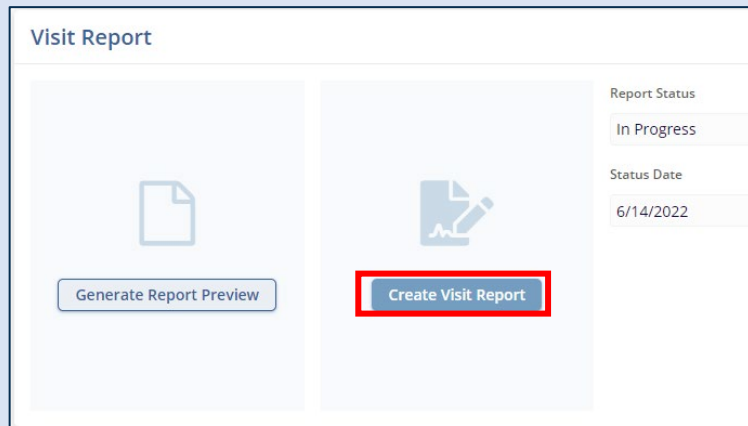 Visit Report
Generate Report Preview
Create Visit Report
Report Status
In Progress
Status Date
6/14/2022